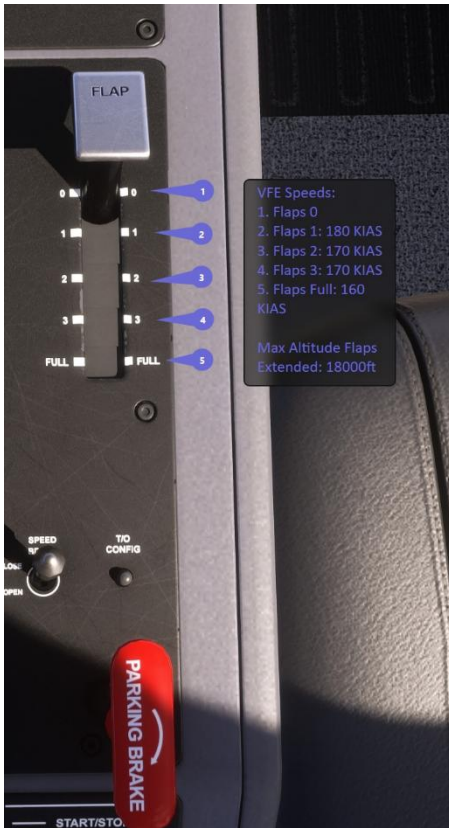 FLAP
0 0
1
VFE Speeds:
1. Flaps 0
2. Flaps 1: 180 KIAS
3. Flaps 2: 170 KIAS
4. Flaps 3: 170 KIAS
5. Flaps Full: 160
KIAS
Max Altitude Flaps
Extended: 18000ft
1 1
2
2 2
3
3 3
4
FULL FULL
5
SPEED
T/O
CONFIG
OPEN
PARKING BRAKE